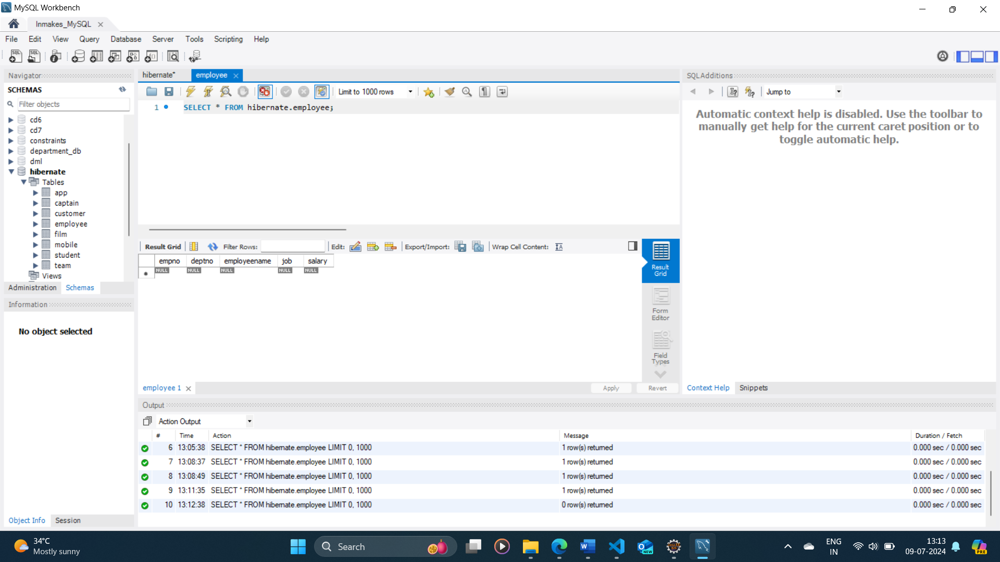 MySQL Workbench
Inmakes_MySQL
File Edit View Query Database Server Tools Scripting Help
Navigator
SCHEMAS
Filter objects
cd6
cd7
constraints
department_db
dml
hibernate
Tables
app
captain
customer
employee
film
mobile
student
team
Views
Administration Schemas
Information
No object selected
Object Info Session
hibernate* employee
Limit to 1000 rows
1 SELECT * FROM hibernate.employee;
Result Grid Filter Rows: Edit: Export/Import: Wrap Cell Content:
empno deptno employeename job salary
* NULL NULL NULL NULL NULL
Result
Grid
Form
Editor
Field
Types
employee 1 Apply Revert
SQLAdditions
Jump to
Automatic context help is disabled. Use the toolbar to
manually get help for the current caret position or to
toggle automatic help.
Context Help Snippets
Output
Action Output
# Time Action Message Duration / Fetch
6 13:05:38 SELECT * FROM hibernate.employee LIMIT 0, 1000 1 row(s) returned 0.000 sec / 0.000 sec
7 13:08:37 SELECT * FROM hibernate.employee LIMIT 0, 1000 1 row(s) returned 0.000 sec / 0.000 sec
8 13:08:49 SELECT * FROM hibernate.employee LIMIT 0, 1000 1 row(s) returned 0.000 sec / 0.000 sec
9 13:11:35 SELECT * FROM hibernate.employee LIMIT 0, 1000 1 row(s) returned 0.000 sec / 0.000 sec
10 13:12:38 SELECT * FROM hibernate.employee LIMIT 0, 1000 0 row(s) returned 0.000 sec / 0.000 sec
34°C
Mostly sunny
Search
ENG
IN
13:13
09-07-2024